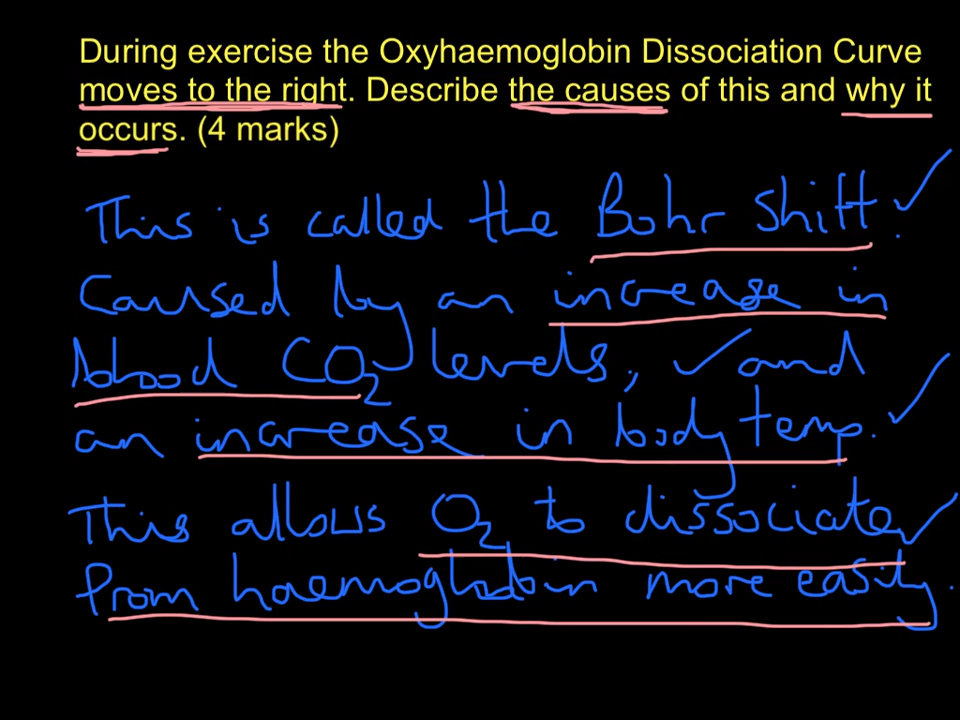 During exercise the Oxyhaemoglobin Dissociation Curve
moves to the right. Describe the causes of this and why it
occurs. (4 marks)
This is called the Bohr Shift.
Caused by an increase in
blood CO2 levels, and
an increase in body temp.
This allows O2 to dissociate
from haemoglobin more easily.